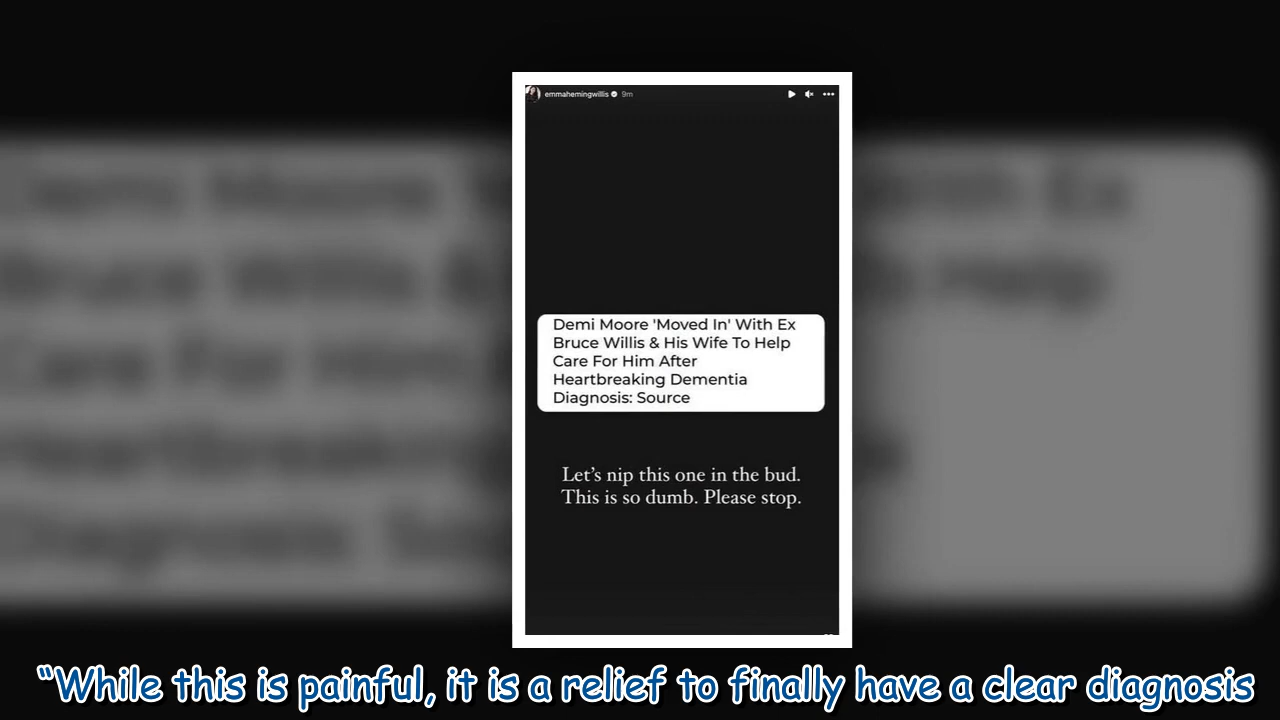 emmahemingwillis 9m
Demi Moore 'Moved In' With Ex
Bruce Willis & His Wife To Help
Care For Him After
Heartbreaking Dementia
Diagnosis: Source
Let’s nip this one in the bud.
This is so dumb. Please stop.
“While this is painful, it is a relief to finally have a clear diagnosis